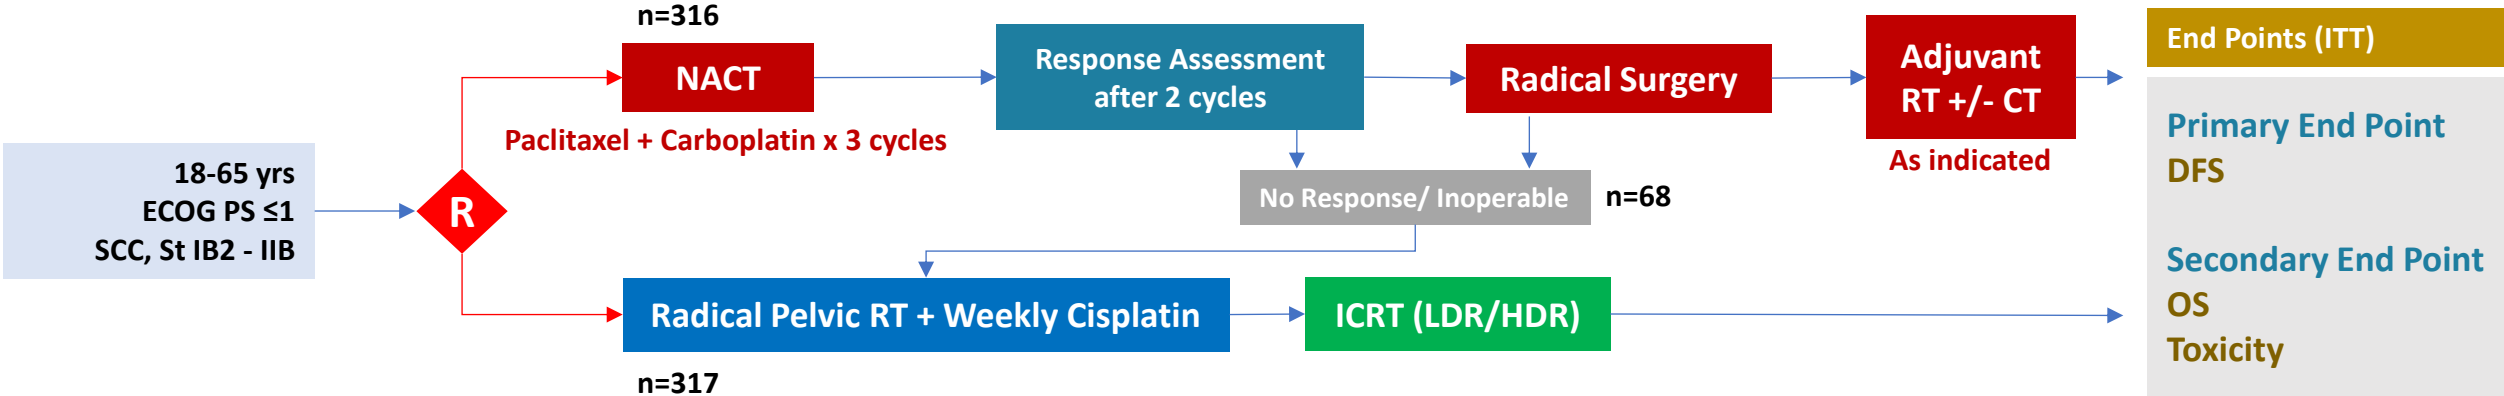 n=316
NACT
Paclitaxel + Carboplatin x 3 cycles
Response Assessment
after 2 cycles
Radical Surgery
Adjuvant
RT +/- CT
As indicated
No Response/ Inoperable
n=68
18-65 yrs
ECOG PS ≤1
SCC, St IB2 - IIB
R
Radical Pelvic RT + Weekly Cisplatin
n=317
ICRT (LDR/HDR)
End Points (ITT)
Primary End Point
DFS
Secondary End Point
OS
Toxicity